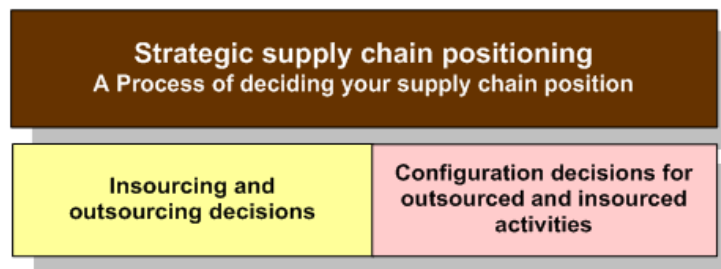 Strategic supply chain positioning
A Process of deciding your supply chain position
Insourcing and
outsourcing decisions
Configuration decisions for
outsourced and insourced
activities